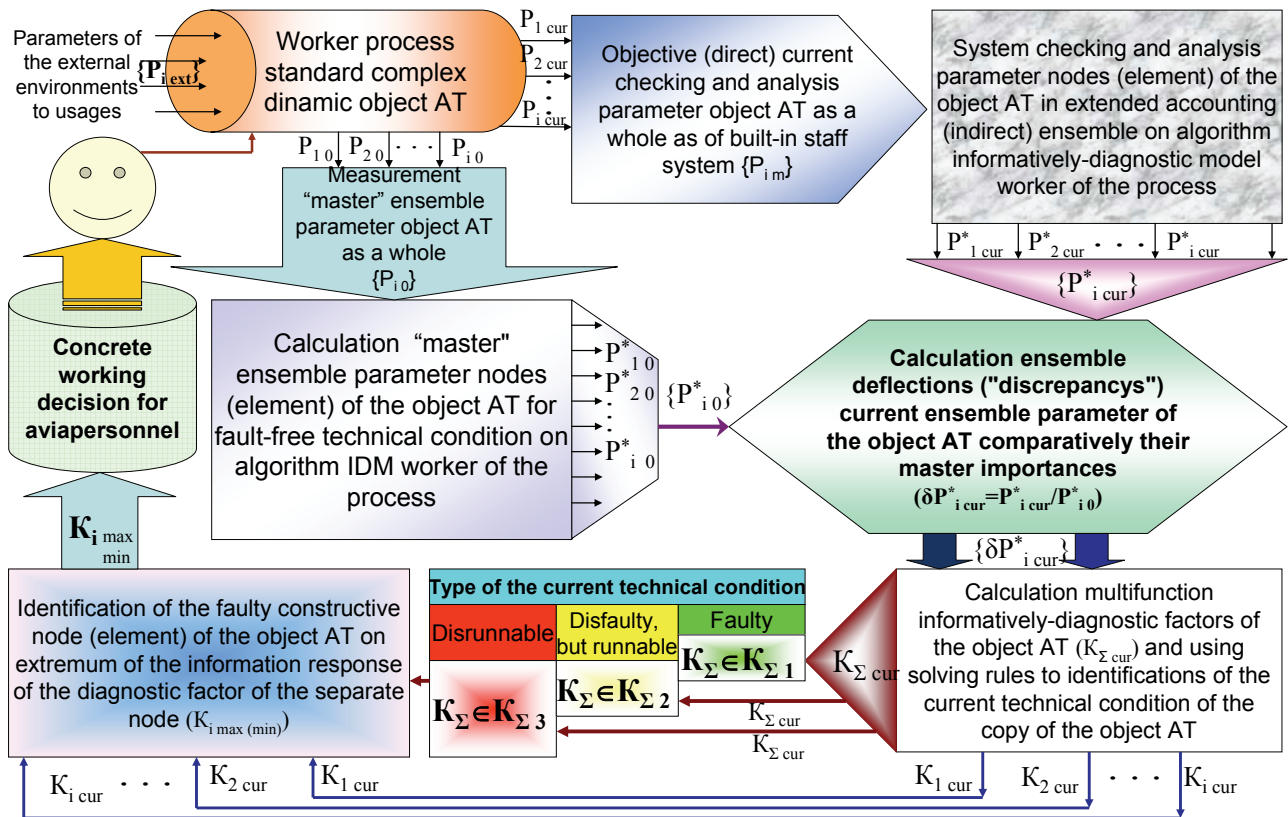 Parameters of
the external
environments
to usages
{P i ext}
Worker process
standard complex
dinamic object AT
P 1 cur
P 2 cur
P i cur
Objective (direct) current
checking and analysis
parameter object AT as a
whole as of built-in staff
system {P i m}
System checking and analysis
parameter nodes (element) of the
object AT in extended accounting
(indirect) ensemble on algorithm
informatively-diagnostic model
worker of the process
P 1 0 P 2 0 · · · P i 0
Measurement
“master” ensemble
parameter object AT
as a whole
{P i 0}
P* 1 cur P* 2 cur · · · P* i cur
{P* i cur}
Concrete
working
decision for
aviapersonnel
Calculation “master"
ensemble parameter nodes
(element) of the object AT for
fault-free technical condition on
algorithm IDM worker of the
process
P* 1 0
P* 2 0
P* i 0
{P* i 0}
Calculation ensemble
deflections ("discrepancys")
current ensemble parameter of
the object AT comparatively their
master importances
(δP* i cur=P* i cur/P* i 0)
{δP* i cur}
K i max
min
Identification of the faulty constructive
node (element) of the object AT on
extremum of the information response
of the diagnostic factor of the separate
node (K i max (min))
Type of the current technical condition
Disrunnable
Disfaulty,
but runnable
Faulty
K Σ ∈ K Σ 1
K Σ ∈ K Σ 2
K Σ ∈ K Σ 3
K Σ cur
K Σ cur
K Σ cur
Calculation multifunction
informatively-diagnostic factors of
the object AT (K Σ cur) and using
solving rules to identifications of the
current technical condition of the
copy of the object AT
K i cur · · · K 2 cur K 1 cur
K 1 cur K 2 cur · · · K i cur